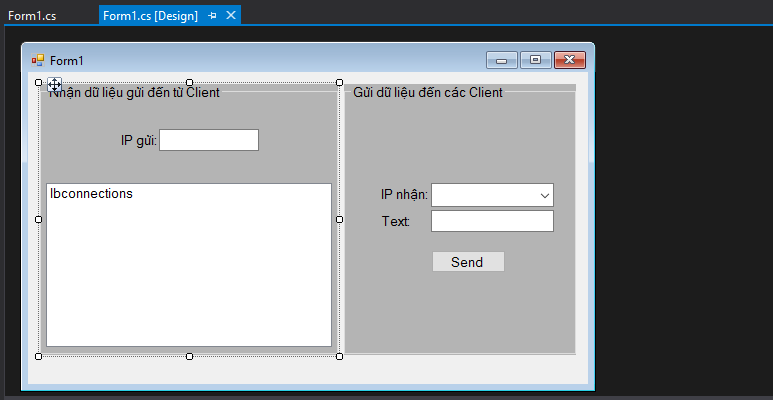 Form1.cs
Form1.cs [Design]
Form1
Nhận dữ liệu gửi đến từ Client
IP gửi:
lbconnections
Gửi dữ liệu đến các Client
IP nhận:
Text:
Send